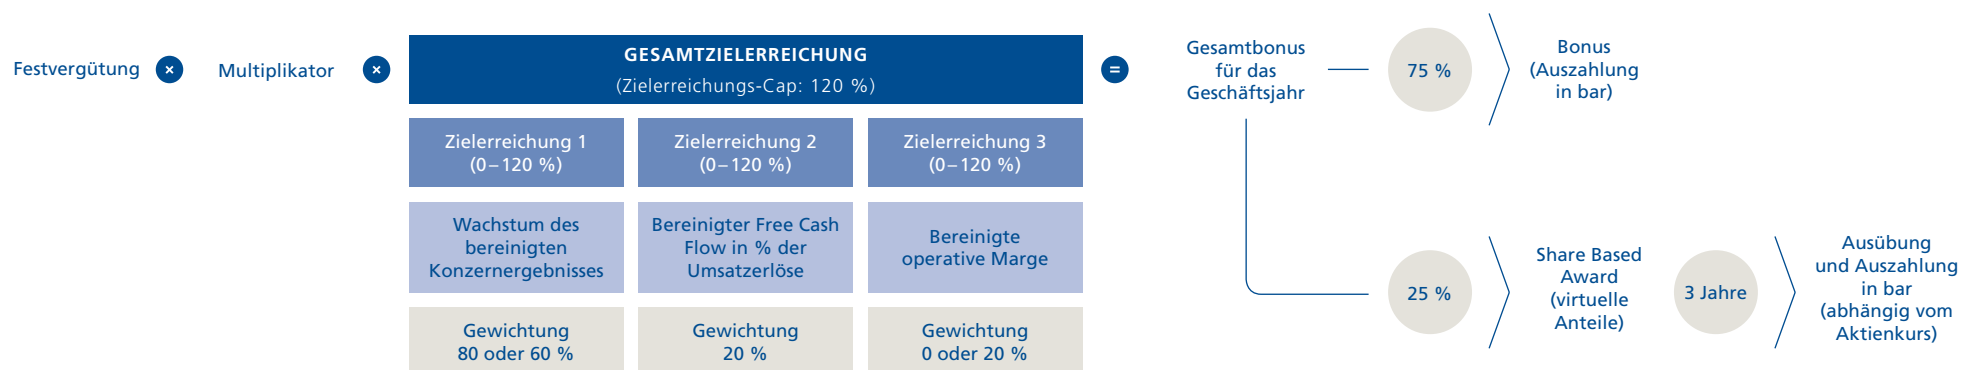 Festvergütung
×
Multiplikator
×
GESAMTZIELERREICHUNG
(Zielerreichungs-Cap: 120 %)
=
Gesamtbonus
für das
Geschäftsjahr
75 %
Bonus
(Auszahlung
in bar)
Zielerreichung 1
(0–120 %)
Zielerreichung 2
(0–120 %)
Zielerreichung 3
(0–120 %)
Wachstum des
bereinigten
Konzernergebnisses
Bereinigter Free Cash
Flow in % der
Umsatzerlöse
Bereinigte
operative Marge
Gewichtung
80 oder 60 %
Gewichtung
20 %
Gewichtung
0 oder 20 %
25 %
Share Based
Award
(virtuelle
Anteile)
3 Jahre
Ausübung
und Auszahlung
in bar
(abhängig vom
Aktienkurs)